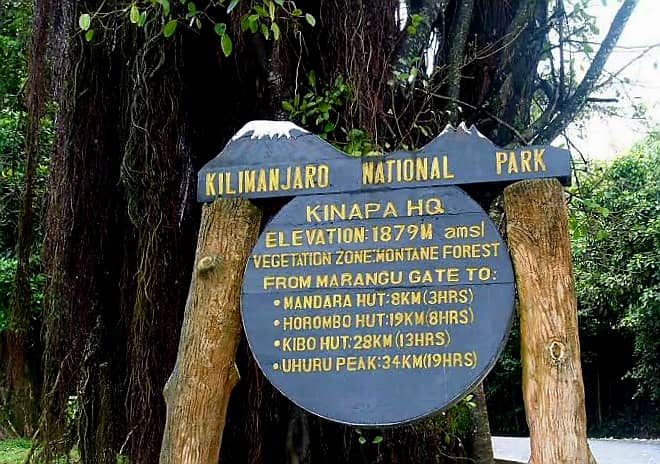 KILIMANJARO NATIONAL PARK
KINAPA HQ
ELEVATION:1879M amsl
VEGETATION ZONE:MONTANE FOREST
FROM MARANGU GATE TO:
•MANDARA HUT:8KM(3HRS)
•HOROMBO HUT:19KM(8HRS)
•KIBO HUT:28KM(13HRS)
•UHURU PEAK:34KM(19HRS)